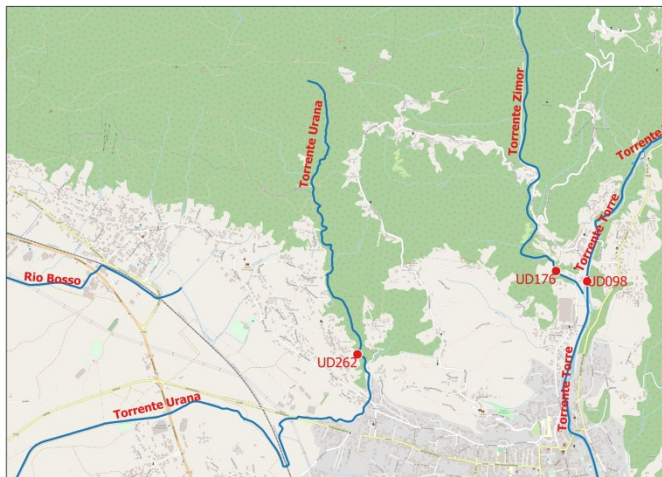 Torrente Zimor
Torrente Urana
Torrente
Torrente Torre
Rio Bosso
UD176
UD098
UD262
Torrente Torre
Torrente Urana